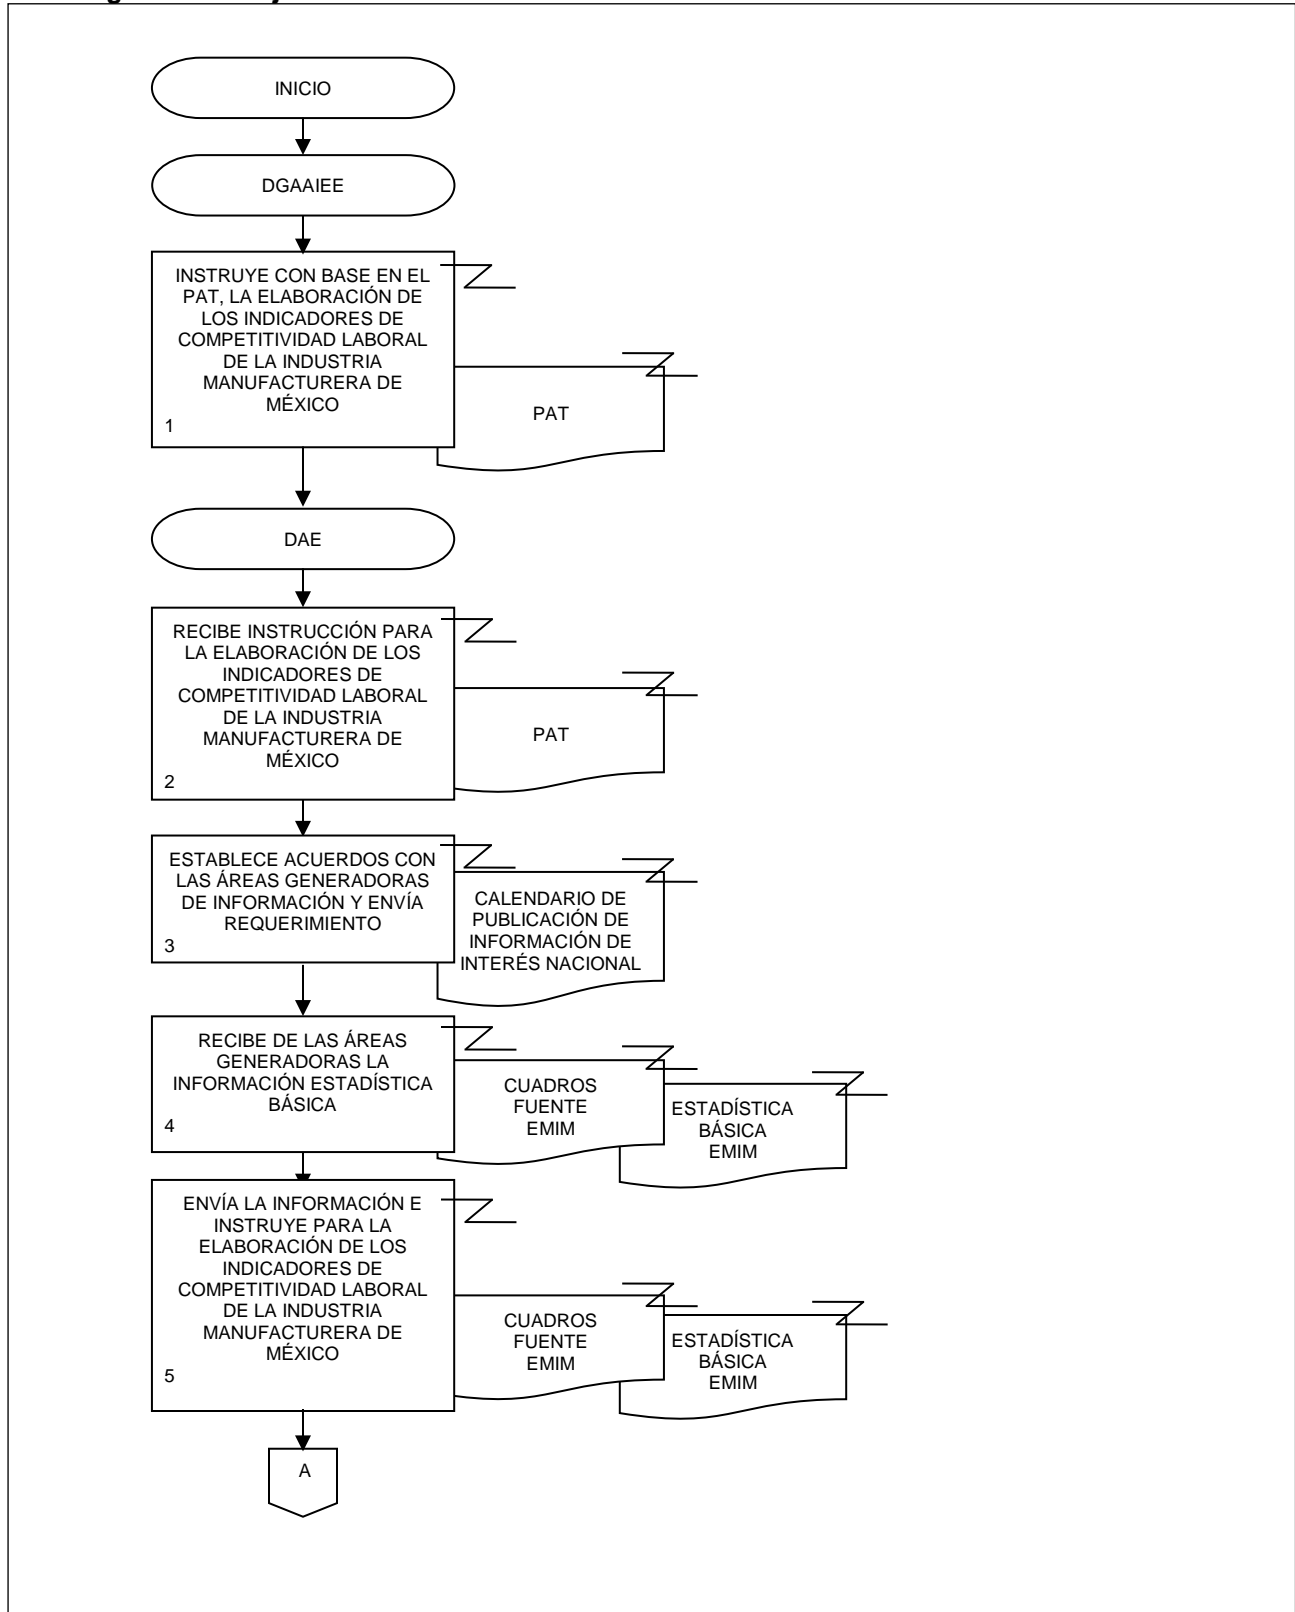 INICIO
DGAAIEE
INSTRUYE CON BASE EN EL
PAT, LA ELABORACIÓN DE
LOS INDICADORES DE
COMPETITIVIDAD LABORAL
DE LA INDUSTRIA
MANUFACTURERA DE
MÉXICO
1
PAT
DAE
RECIBE INSTRUCCIÓN PARA
LA ELABORACIÓN DE LOS
INDICADORES DE
COMPETITIVIDAD LABORAL
DE LA INDUSTRIA
MANUFACTURERA DE
MÉXICO
2
PAT
ESTABLECE ACUERDOS CON
LAS ÁREAS GENERADORAS
DE INFORMACIÓN Y ENVÍA
REQUERIMIENTO
3
CALENDARIO DE
PUBLICACIÓN DE
INFORMACIÓN DE
INTERÉS NACIONAL
RECIBE DE LAS ÁREAS
GENERADORAS LA
INFORMACIÓN ESTADÍSTICA
BÁSICA
4
CUADROS
FUENTE
EMIM
ESTADÍSTICA
BÁSICA
EMIM
ENVÍA LA INFORMACIÓN E
INSTRUYE PARA LA
ELABORACIÓN DE LOS
INDICADORES DE
COMPETITIVIDAD LABORAL
DE LA INDUSTRIA
MANUFACTURERA DE
MÉXICO
5
CUADROS
FUENTE
EMIM
ESTADÍSTICA
BÁSICA
EMIM
A